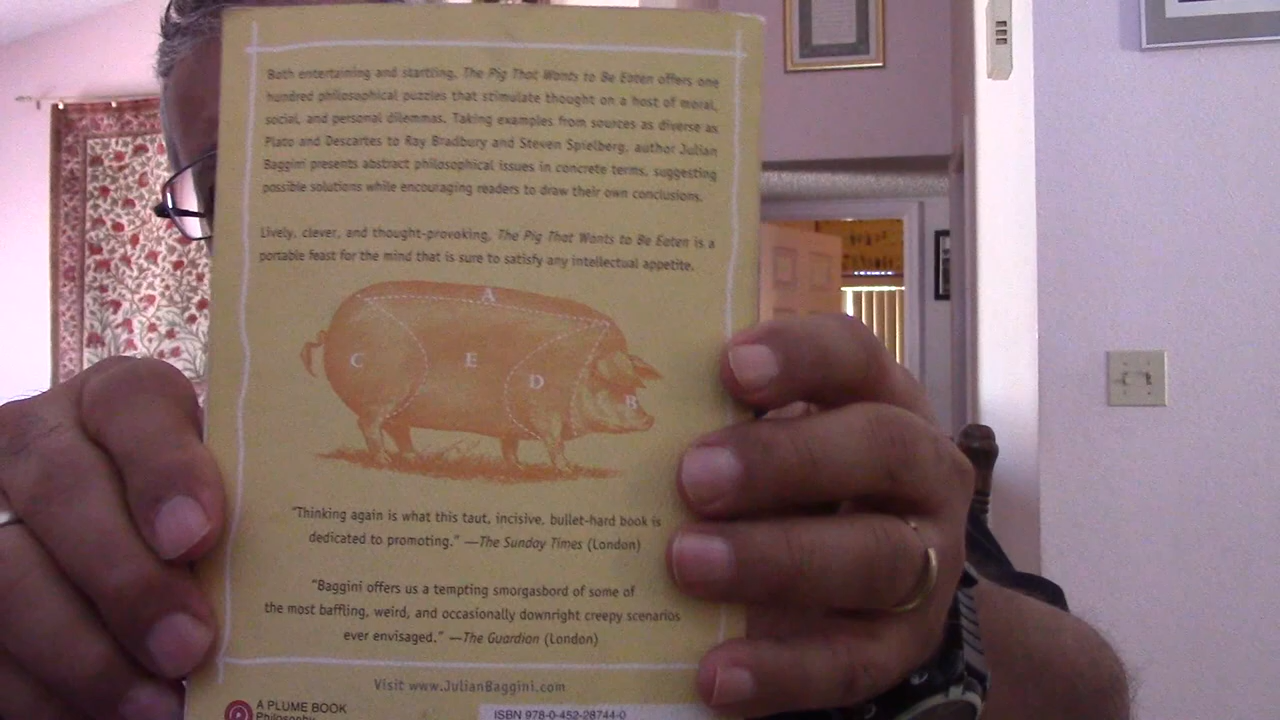 Both entertaining and startling, The Pig That Wants to Be Eaten offers one
hundred philosophical puzzles that stimulate thought on a host of moral,
social, and personal dilemmas. Taking examples from sources as diverse as
Plato and Descartes to Ray Bradbury and Steven Spielberg, author Julian
Baggini presents abstract philosophical issues in concrete terms, suggesting
possible solutions while encouraging readers to draw their own conclusions.
Lively, clever, and thought-provoking, The Pig That Wants to Be Eaten is a
portable feast for the mind that is sure to satisfy any intellectual appetite.
A
C
E
D
B
"Thinking again is what this taut, incisive, bullet-hard book is
dedicated to promoting." —The Sunday Times (London)
"Baggini offers us a tempting smorgasbord of some of
the most baffling, weird, and occasionally downright creepy scenarios
ever envisaged." —The Guardian (London)
Visit www.JulianBaggini.com
A PLUME BOOK
Philosophy
ISBN 978-0-452-28744-0